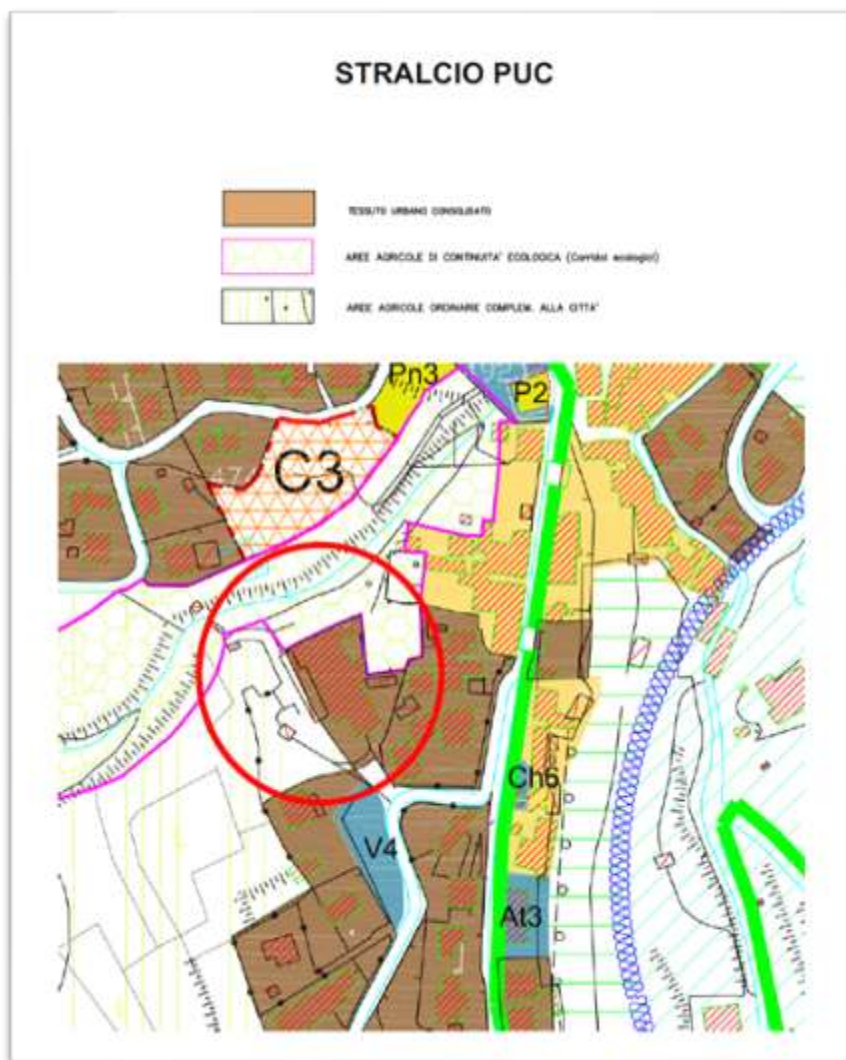 STRALCIO PUC
TESSUTO URBANO CONSOLIDATO
AREE AGRICOLE DI CONTINUITA' ECOLOGICA (Corridoi ecologici)
AREE AGRICOLE ORDINARIE COMPLEM. ALLA CITTA'
Pn3
P2
C3
Ch6
V4
At3